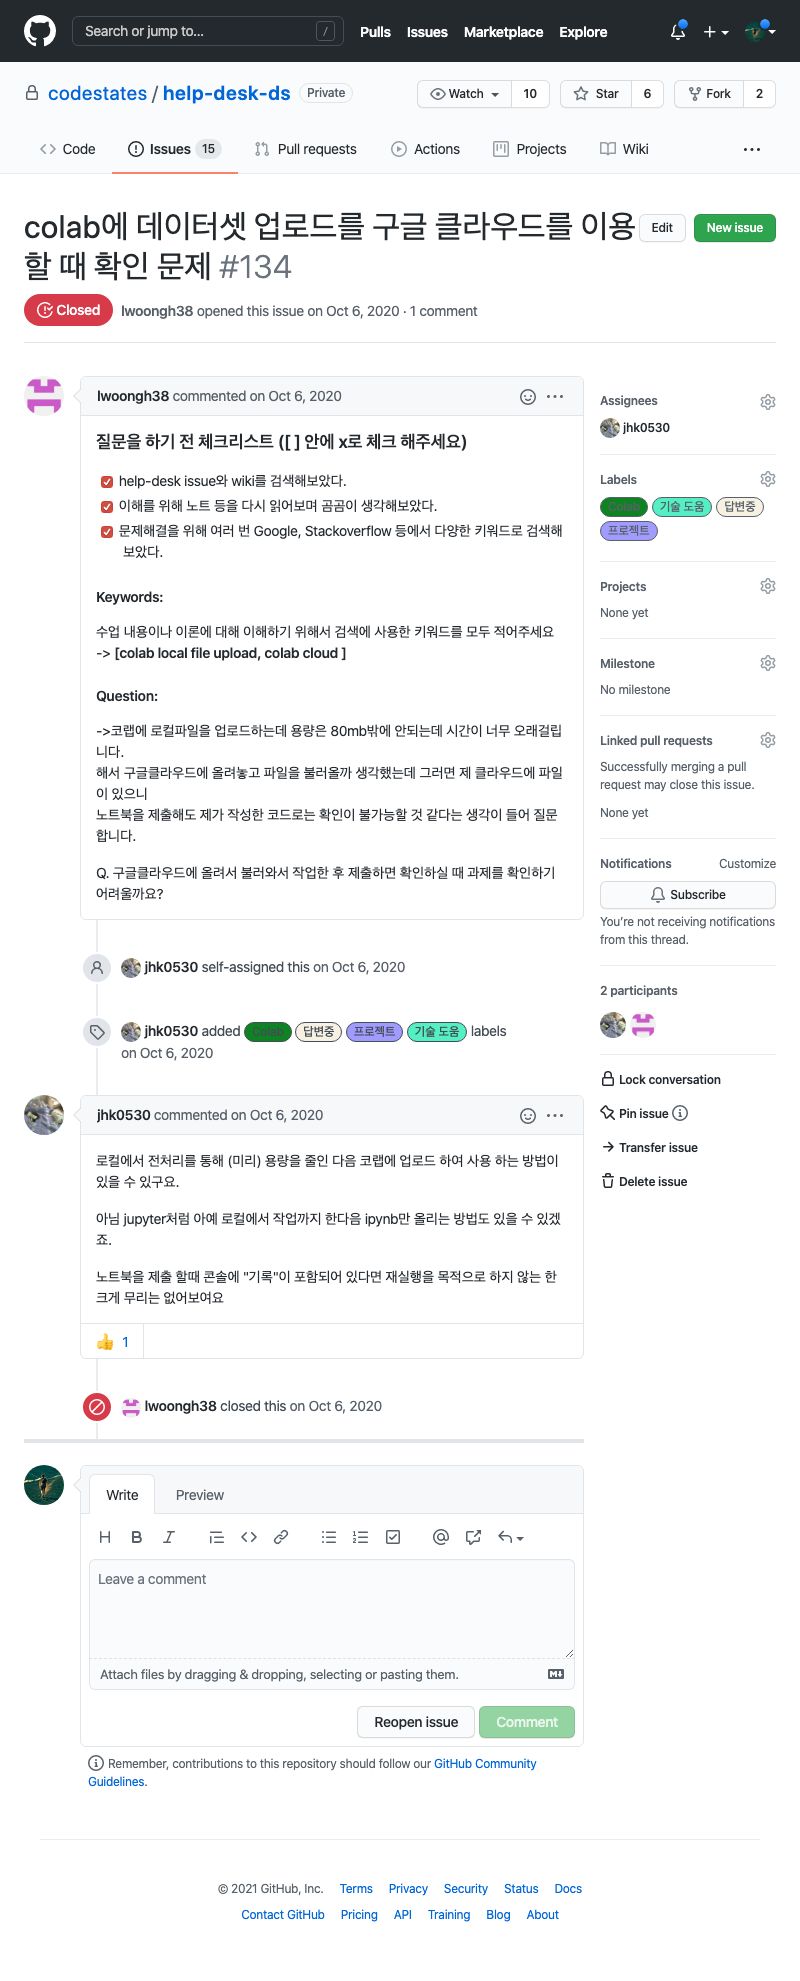 Search or jump to... /
Pulls Issues Marketplace Explore
codestates / help-desk-ds Private
Watch 10 Star 6 Fork 2
Code Issues 15 Pull requests Actions Projects Wiki ...
colab에 데이터셋 업로드를 구글 클라우드를 이용
할 때 확인 문제 #134
Edit New issue
Closed lwoongh38 opened this issue on Oct 6, 2020 · 1 comment
lwoongh38 commented on Oct 6, 2020 ...
질문을 하기 전 체크리스트 ([ ] 안에 x로 체크 해주세요)
help-desk issue와 wiki를 검색해보았다.
이해를 위해 노트 등을 다시 읽어보며 곰곰이 생각해보았다.
문제해결을 위해 여러 번 Google, Stackoverflow 등에서 다양한 키워드로 검색해
보았다.
Keywords:
수업 내용이나 이론에 대해 이해하기 위해서 검색에 사용한 키워드를 모두 적어주세요
-> [colab local file upload, colab cloud ]
Question:
->코랩에 로컬파일을 업로드하는데 용량은 80mb밖에 안되는데 시간이 너무 오래걸립
니다.
해서 구글클라우드에 올려놓고 파일을 불러올까 생각했는데 그러면 제 클라우드에 파일
이 있으니
노트북을 제출해도 제가 작성한 코드로는 확인이 불가능할 것 같다는 생각이 들어 질문
합니다.
Q. 구글클라우드에 올려서 불러와서 작업한 후 제출하면 확인하실 때 과제를 확인하기
어려울까요?
jhk0530 self-assigned this on Oct 6, 2020
jhk0530 added Colab 답변중 프로젝트 기술 도움 labels
on Oct 6, 2020
jhk0530 commented on Oct 6, 2020 ...
로컬에서 전처리를 통해 (미리) 용량을 줄인 다음 코랩에 업로드 하여 사용 하는 방법이
있을 수 있구요.
아님 jupyter처럼 아예 로컬에서 작업까지 한다음 ipynb만 올리는 방법도 있을 수 있겠
죠.
노트북을 제출 할때 콘솔에 "기록"이 포함되어 있다면 재실행을 목적으로 하지 않는 한
크게 무리는 없어보여요
👍 1
lwoongh38 closed this on Oct 6, 2020
Write Preview
H B I
Leave a comment
Attach files by dragging & dropping, selecting or pasting them.
Reopen issue Comment
Remember, contributions to this repository should follow our GitHub Community
Guidelines.
Assignees
jhk0530
Labels
Colab 기술 도움 답변중
프로젝트
Projects
None yet
Milestone
No milestone
Linked pull requests
Successfully merging a pull
request may close this issue.
None yet
Notifications Customize
Subscribe
You're not receiving notifications
from this thread.
2 participants
Lock conversation
Pin issue
Transfer issue
Delete issue
© 2021 GitHub, Inc. Terms Privacy Security Status Docs
Contact GitHub Pricing API Training Blog About